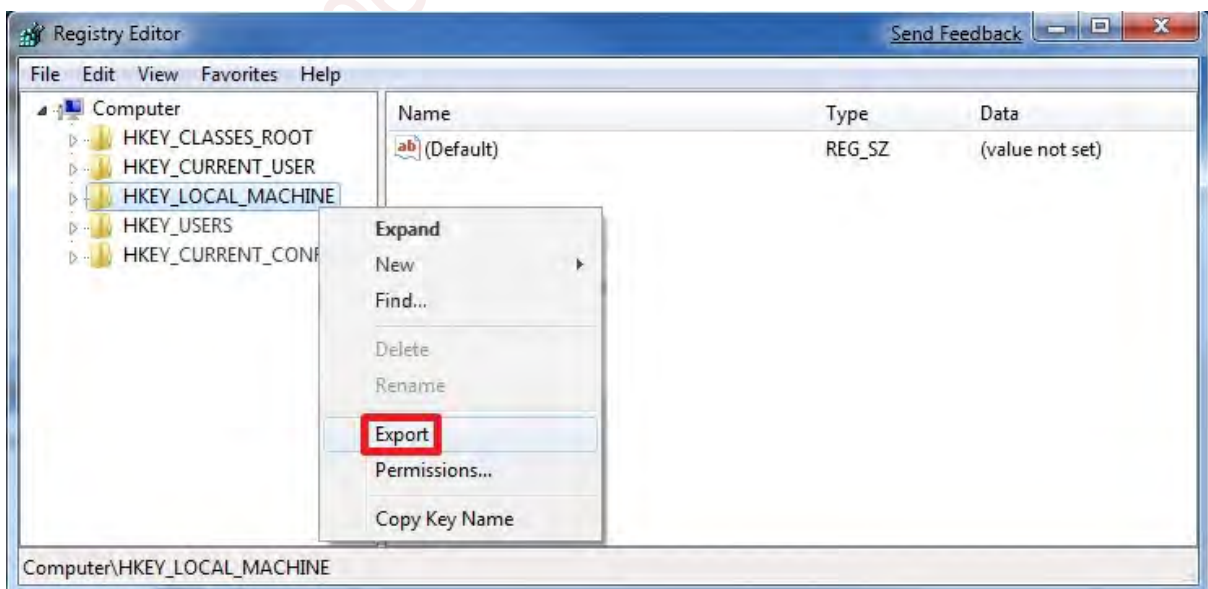 Registry Editor
Send Feedback
File Edit View Favorites Help
Computer
HKEY_CLASSES_ROOT
HKEY_CURRENT_USER
HKEY_LOCAL_MACHINE
HKEY_USERS
HKEY_CURRENT_CONF
Name Type Data
ab (Default) REG_SZ (value not set)
Expand
New
Find...
Delete
Rename
Export
Permissions...
Copy Key Name
Computer\HKEY_LOCAL_MACHINE